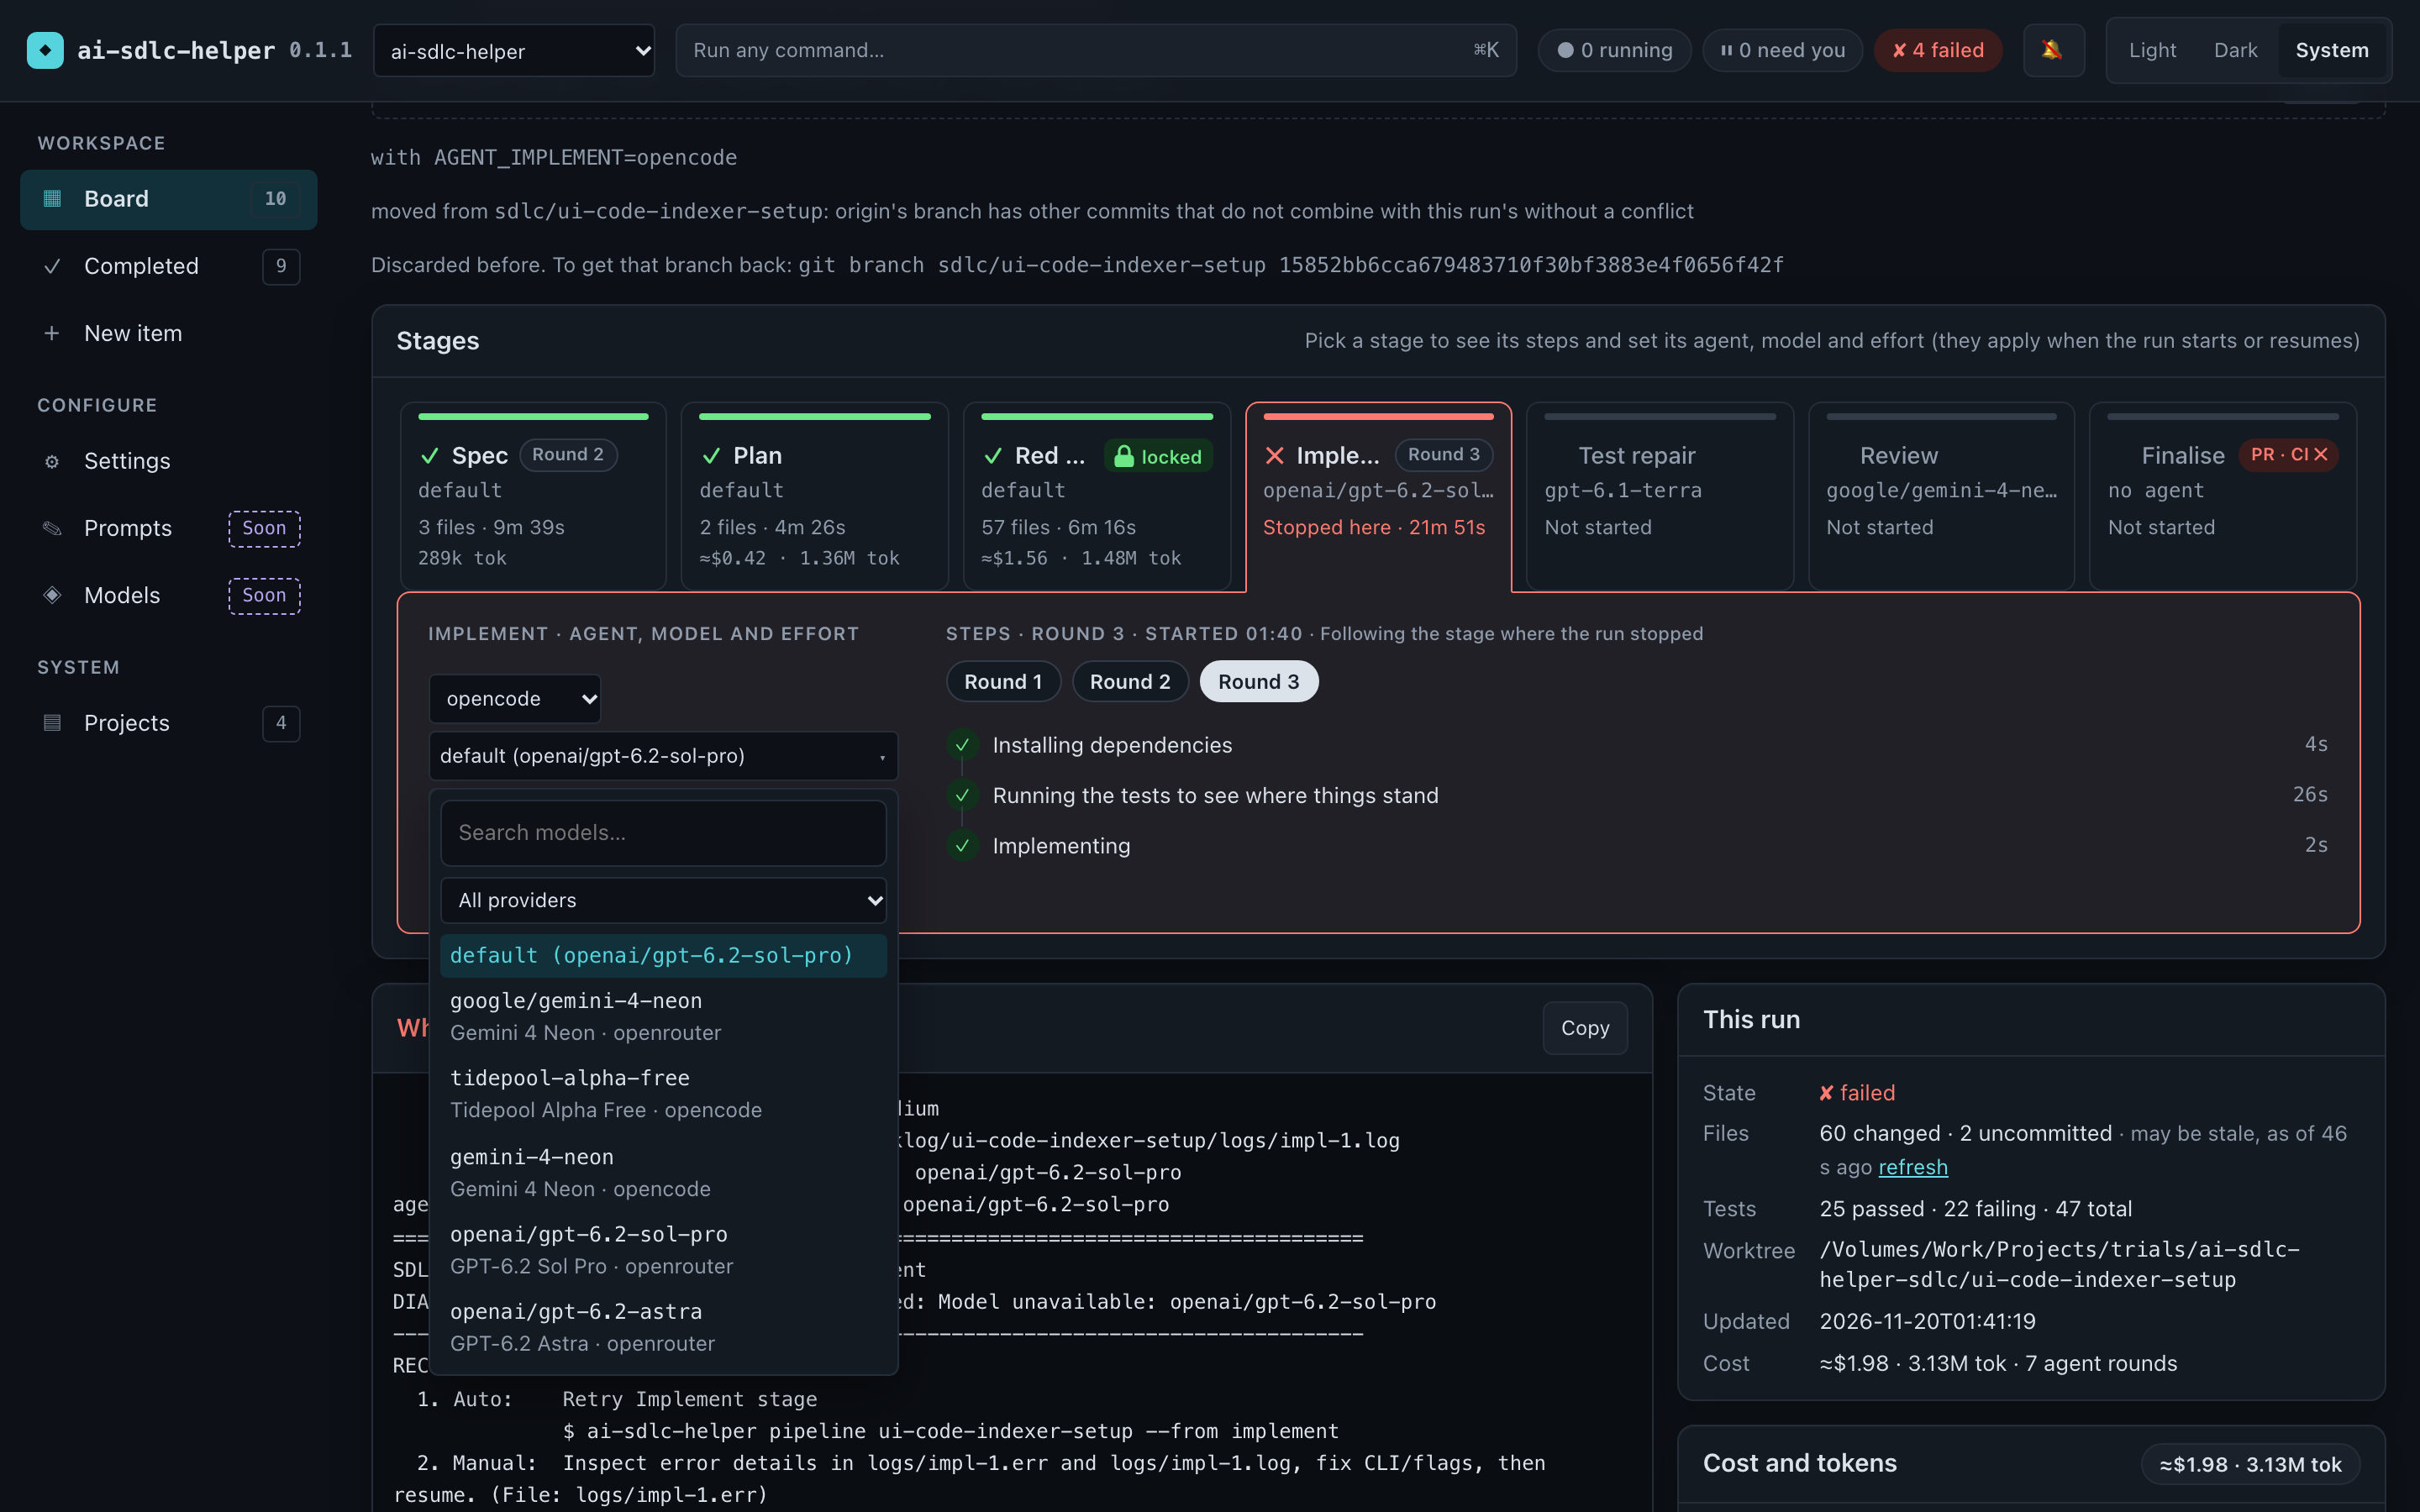 ai-sdlc-helper 0.1.1
ai-sdlc-helper
Run any command… ⌘K
0 running
0 need you
✘ 4 failed
Light Dark System
WORKSPACE
Board 10
Completed 9
New item
CONFIGURE
Settings
Prompts Soon
Models Soon
SYSTEM
Projects 4
with AGENT_IMPLEMENT=opencode
moved from sdlc/ui-code-indexer-setup: origin's branch has other commits that do not combine with this run's without a conflict
Discarded before. To get that branch back: git branch sdlc/ui-code-indexer-setup 15852bb6cca679483710f30bf3883e4f0656f42f
Stages
Pick a stage to see its steps and set its agent, model and effort (they apply when the run starts or resumes)
✓ Spec Round 2
default
3 files · 9m 39s
289k tok
✓ Plan
default
2 files · 4m 26s
≈$0.42 · 1.36M tok
✓ Red ... locked
default
57 files · 6m 16s
≈$1.56 · 1.48M tok
✕ Imple... Round 3
openai/gpt-6.2-sol…
Stopped here · 21m 51s
Test repair
gpt-6.1-terra
Not started
Review
google/gemini-4-ne…
Not started
Finalise PR · CI ✕
no agent
Not started
IMPLEMENT · AGENT, MODEL AND EFFORT
opencode
default (openai/gpt-6.2-sol-pro)
Search models…
All providers
default (openai/gpt-6.2-sol-pro)
google/gemini-4-neon
Gemini 4 Neon · openrouter
tidepool-alpha-free
Tidepool Alpha Free · opencode
gemini-4-neon
Gemini 4 Neon · opencode
openai/gpt-6.2-sol-pro
GPT-6.2 Sol Pro · openrouter
openai/gpt-6.2-astra
GPT-6.2 Astra · openrouter
STEPS · ROUND 3 · STARTED 01:40 · Following the stage where the run stopped
Round 1 Round 2 Round 3
✓ Installing dependencies 4s
✓ Running the tests to see where things stand 26s
✓ Implementing 2s
Copy
klog/ui-code-indexer-setup/logs/impl-1.log
openai/gpt-6.2-sol-pro
age openai/gpt-6.2-sol-pro
SDL
DIA d: Model unavailable: openai/gpt-6.2-sol-pro
REC
1. Auto: Retry Implement stage
$ ai-sdlc-helper pipeline ui-code-indexer-setup --from implement
2. Manual: Inspect error details in logs/impl-1.err and logs/impl-1.log, fix CLI/flags, then
resume. (File: logs/impl-1.err)
This run
State ✘ failed
Files 60 changed · 2 uncommitted · may be stale, as of 46
s ago refresh
Tests 25 passed · 22 failing · 47 total
Worktree /Volumes/Work/Projects/trials/ai-sdlc-
helper-sdlc/ui-code-indexer-setup
Updated 2026-11-20T01:41:19
Cost ≈$1.98 · 3.13M tok · 7 agent rounds
Cost and tokens ≈$1.98 · 3.13M tok